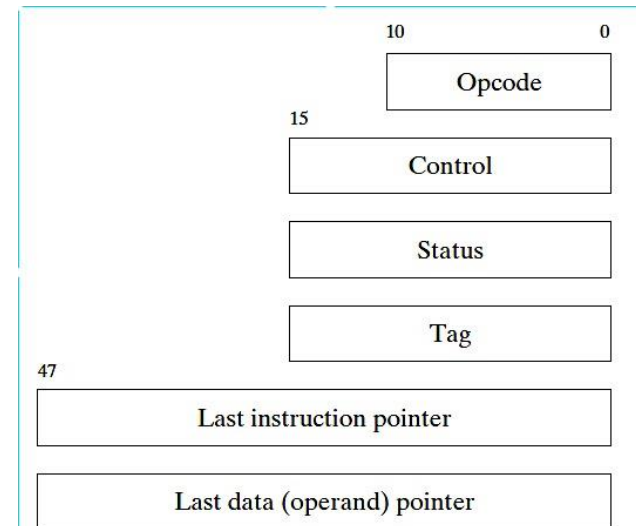 10 0
Opcode
15
Control
Status
Tag
47
Last instruction pointer
Last data (operand) pointer